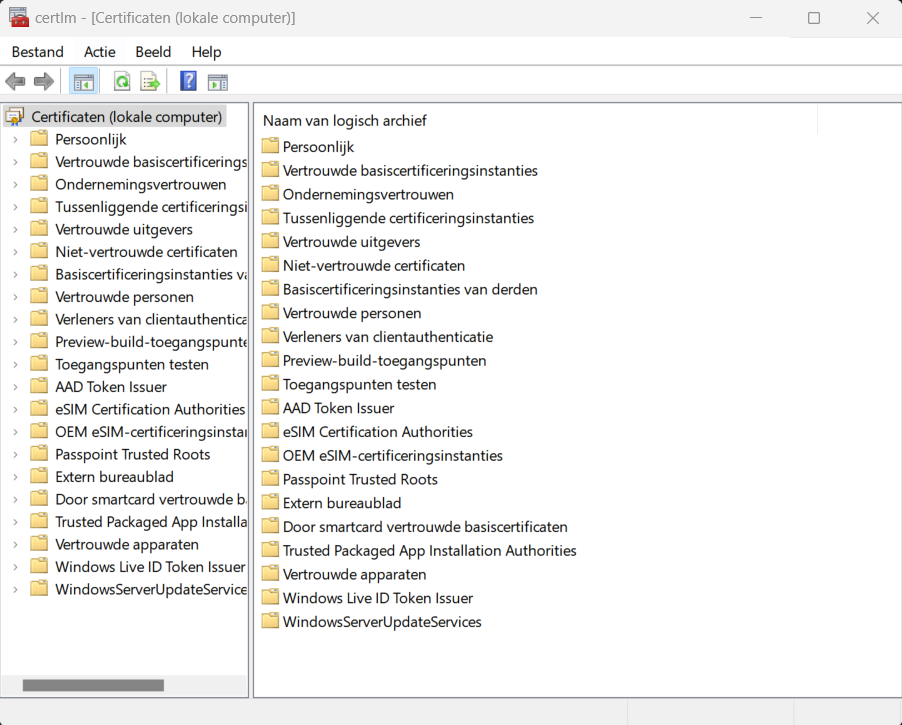 certlm - [Certificaten (lokale computer)]
Bestand Actie Beeld Help
Certificaten (lokale computer)
Persoonlijk
Vertrouwde basiscertificerings
Ondernemingsvertrouwen
Tussenliggende certificeringsi
Vertrouwde uitgevers
Niet-vertrouwde certificaten
Basiscertificeringsinstanties va
Vertrouwde personen
Verleners van clientauthentica
Preview-build-toegangspunte
Toegangspunten testen
AAD Token Issuer
eSIM Certification Authorities
OEM eSIM-certificeringsinstan
Passpoint Trusted Roots
Extern bureaublad
Door smartcard vertrouwde ba
Trusted Packaged App Installa
Vertrouwde apparaten
Windows Live ID Token Issuer
WindowsServerUpdateService
Naam van logisch archief
Persoonlijk
Vertrouwde basiscertificeringsinstanties
Ondernemingsvertrouwen
Tussenliggende certificeringsinstanties
Vertrouwde uitgevers
Niet-vertrouwde certificaten
Basiscertificeringsinstanties van derden
Vertrouwde personen
Verleners van clientauthenticatie
Preview-build-toegangspunten
Toegangspunten testen
AAD Token Issuer
eSIM Certification Authorities
OEM eSIM-certificeringsinstanties
Passpoint Trusted Roots
Extern bureaublad
Door smartcard vertrouwde basiscertificaten
Trusted Packaged App Installation Authorities
Vertrouwde apparaten
Windows Live ID Token Issuer
WindowsServerUpdateServices